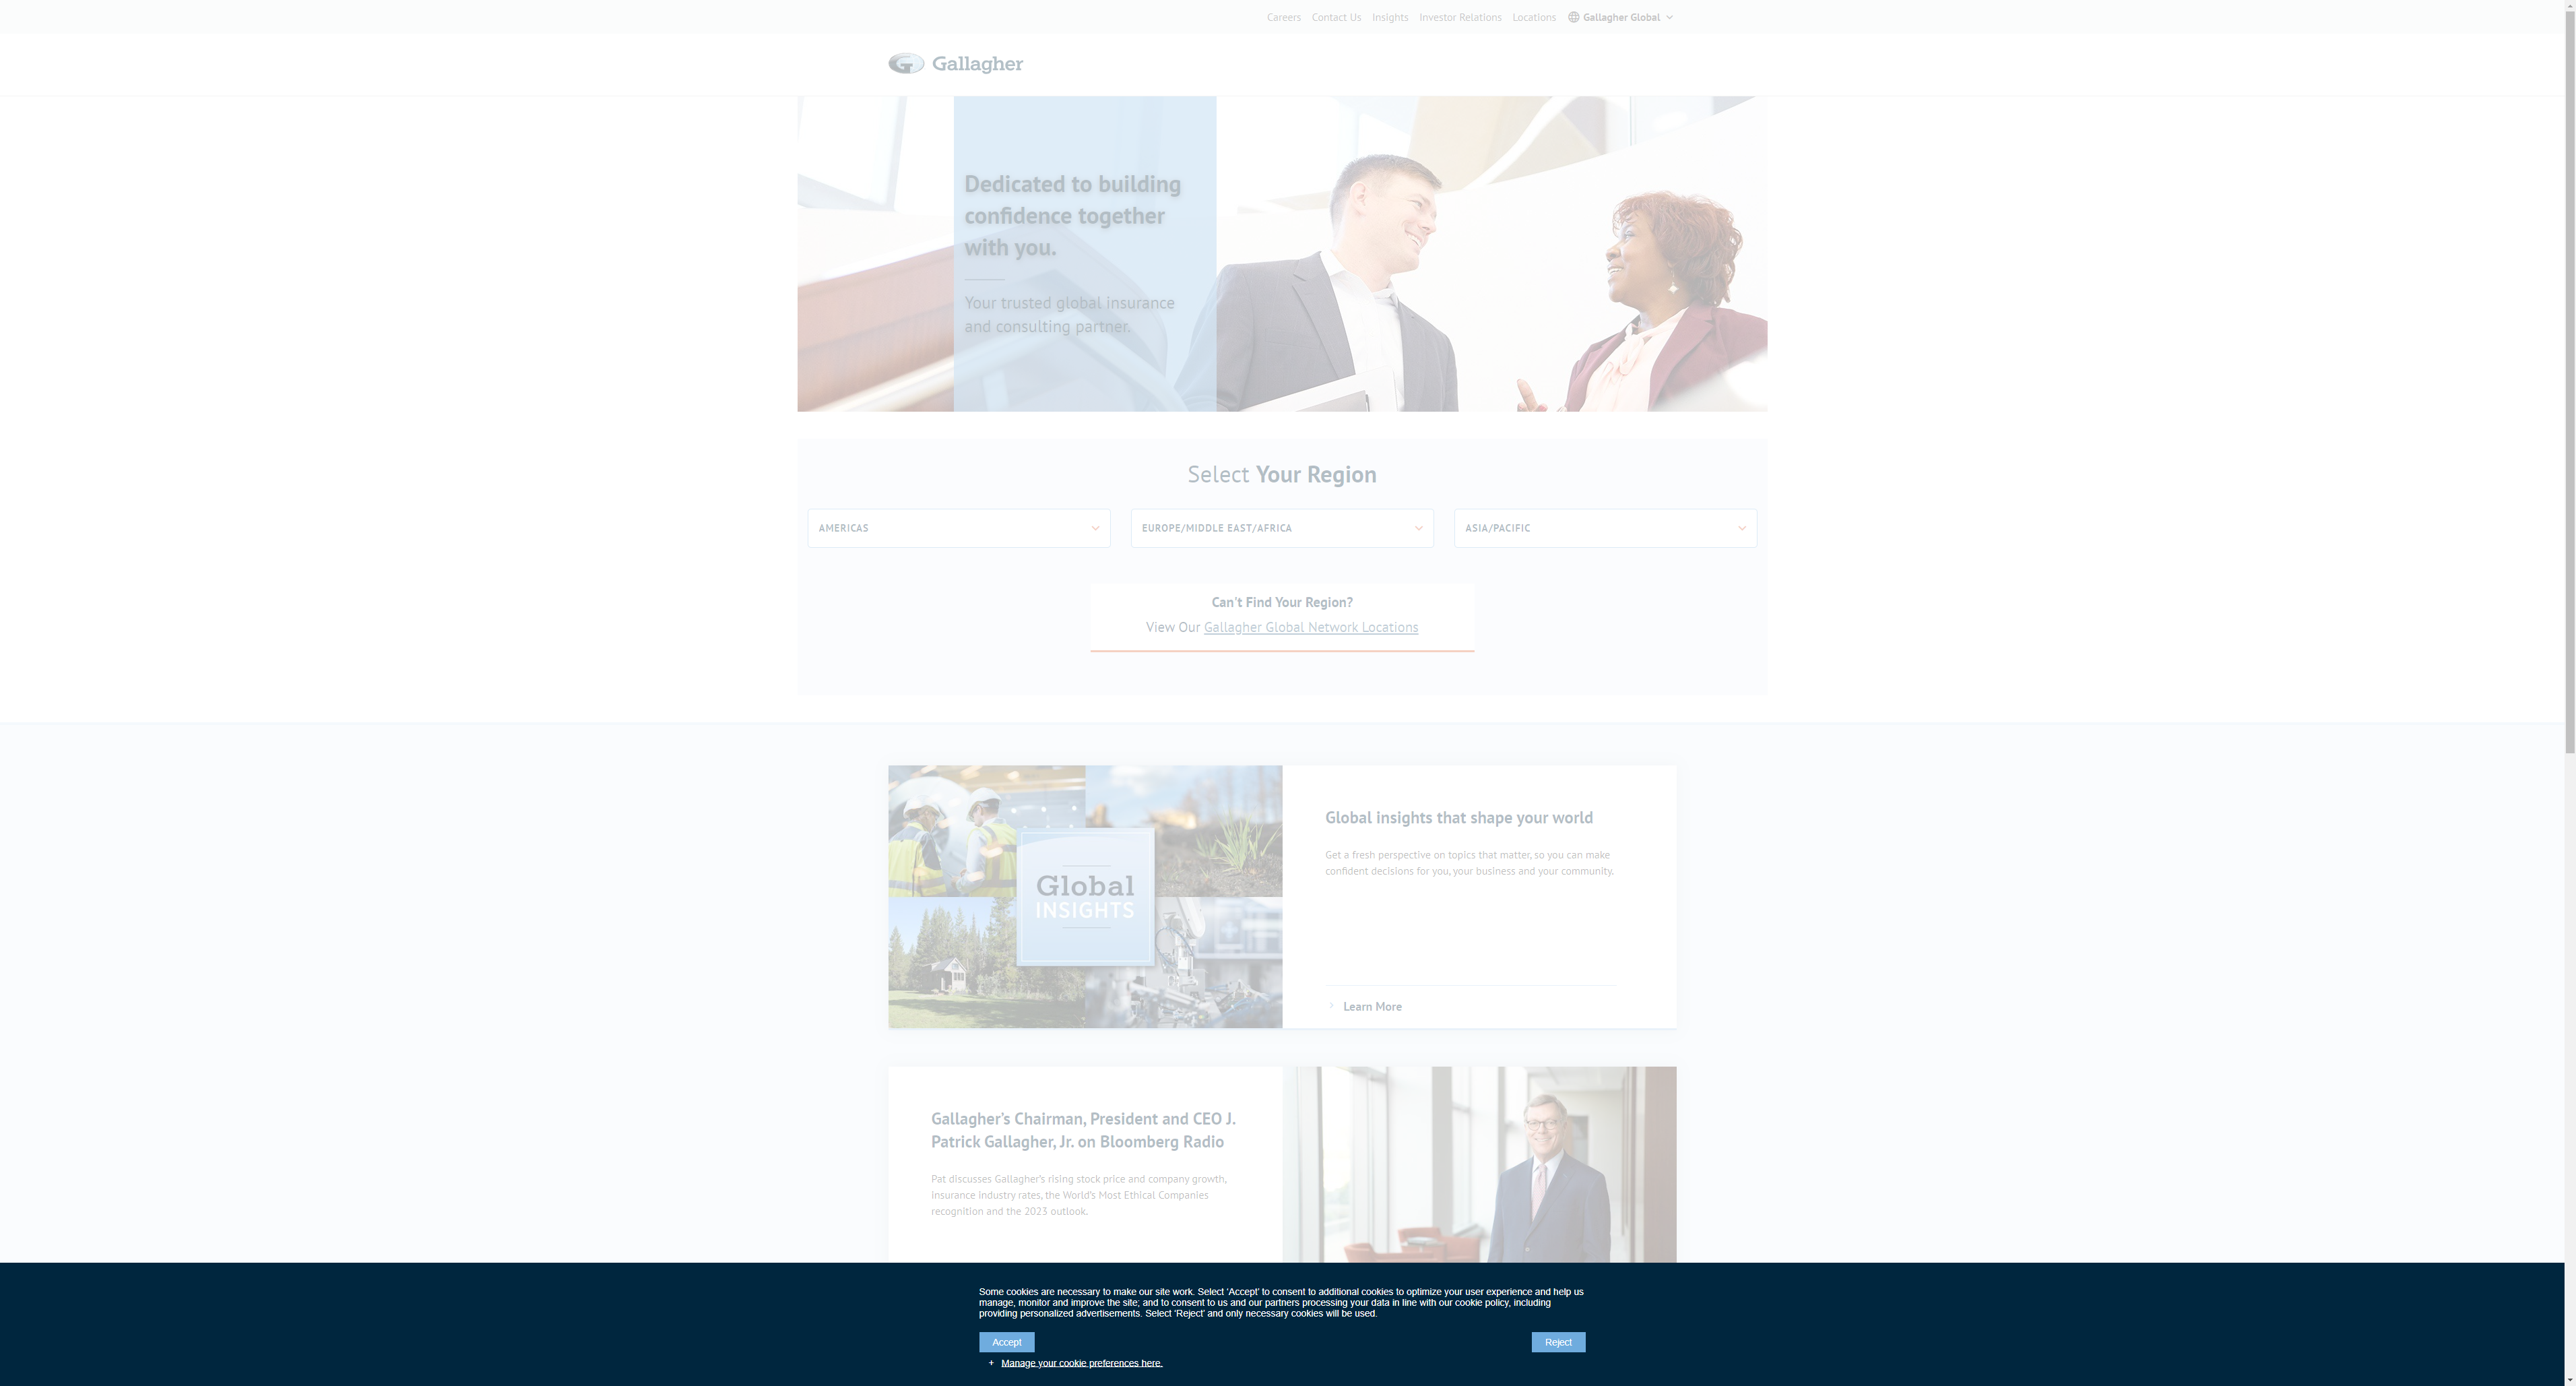 Careers Contact Us Insights Investor Relations Locations Gallagher Global
Gallagher
Dedicated to building
confidence together
with you.
Your trusted global insurance
and consulting partner.
Select Your Region
AMERICAS
EUROPE/MIDDLE EAST/AFRICA
ASIA/PACIFIC
Can't Find Your Region?
View Our Gallagher Global Network Locations
Global
INSIGHTS
Global insights that shape your world
Get a fresh perspective on topics that matter, so you can make
confident decisions for you, your business and your community.
Learn More
Gallagher’s Chairman, President and CEO J.
Patrick Gallagher, Jr. on Bloomberg Radio
Pat discusses Gallagher’s rising stock price and company growth,
insurance industry rates, the World’s Most Ethical Companies
recognition and the 2023 outlook.
Some cookies are necessary to make our site work. Select ‘Accept’ to consent to additional cookies to optimize your user experience and help us
manage, monitor and improve the site; and to consent to us and our partners processing your data in line with our cookie policy, including
providing personalized advertisements. Select ‘Reject’ and only necessary cookies will be used.
Accept
Reject
+ Manage your cookie preferences here.